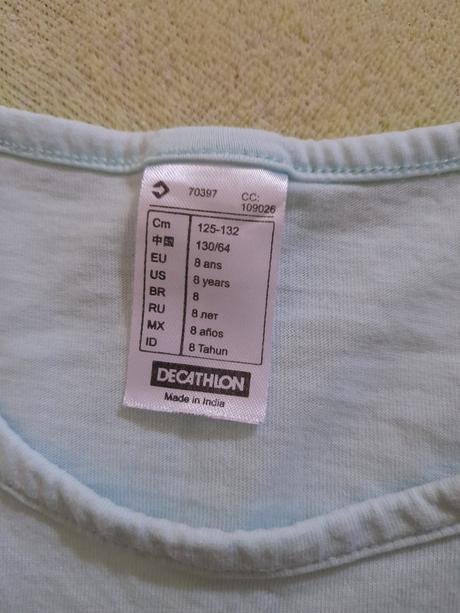 70397 CC:
109026
Cm 125-132
中国 130/64
EU 8 ans
US 8 years
BR 8
RU 8 лет
MX 8 años
ID 8 Tahun
DECATHLON
Made in India